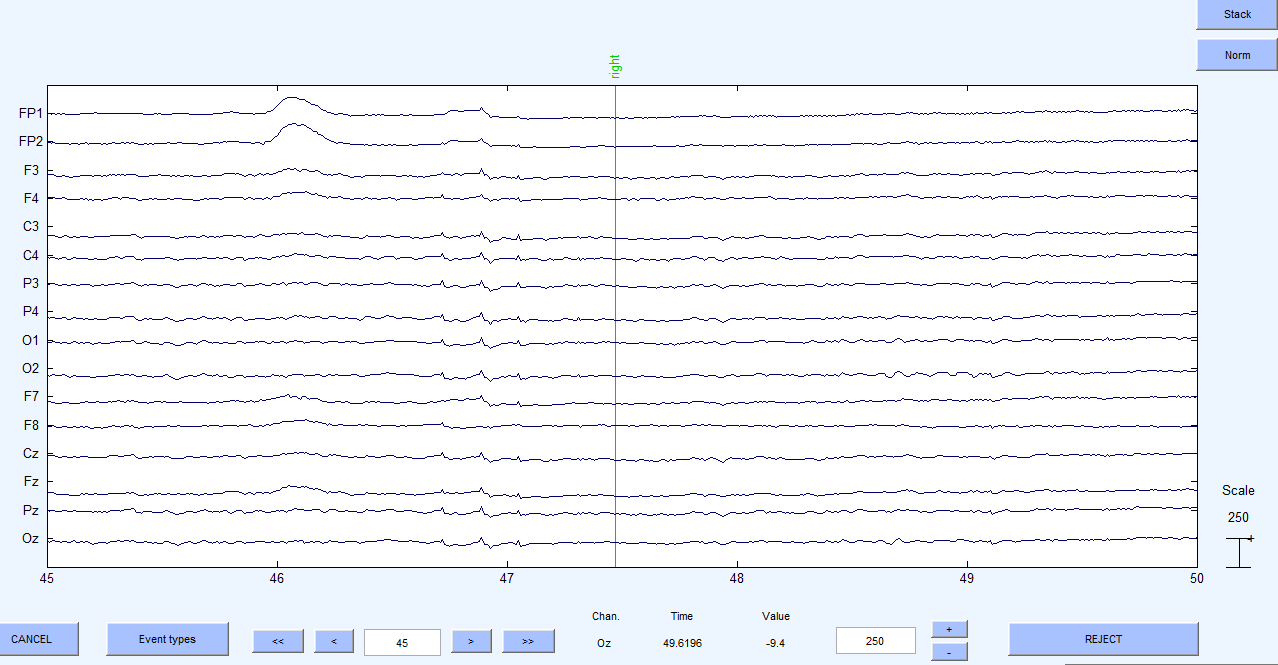 Stack
Norm
right
FP1
FP2
F3
F4
C3
C4
P3
P4
O1
O2
F7
F8
Cz
Fz
Pz
Oz
Scale
250
+
45 46 47 48 49 50
Chan. Time Value
CANCEL Event types << < 45 > >> Oz 49.6196 -9.4 250 + - REJECT